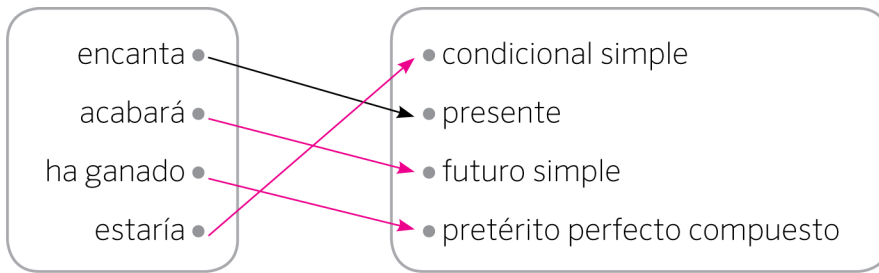 encanta
acabará
ha ganado
estaría
condicional simple
presente
futuro simple
pretérito perfecto compuesto